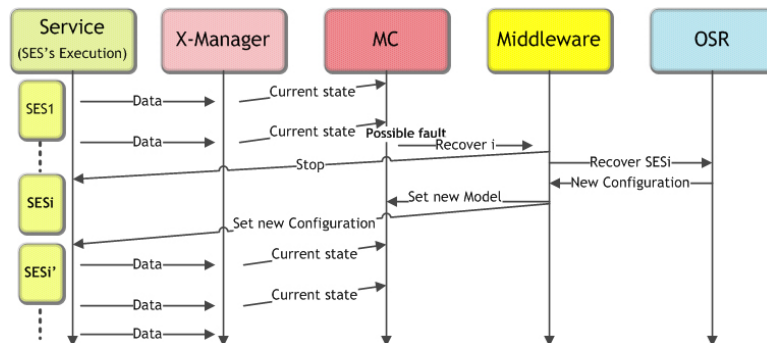 Service
(SES's Execution)
X-Manager
MC
Middleware
OSR
SES1
Data
Current state
Data
Current state
Possible fault
Recover i
Stop
Recover SESi
SESi
New Configuration
Set new Model
Set new Configuration
SESi'
Data
Current state
Data
Current state
Data